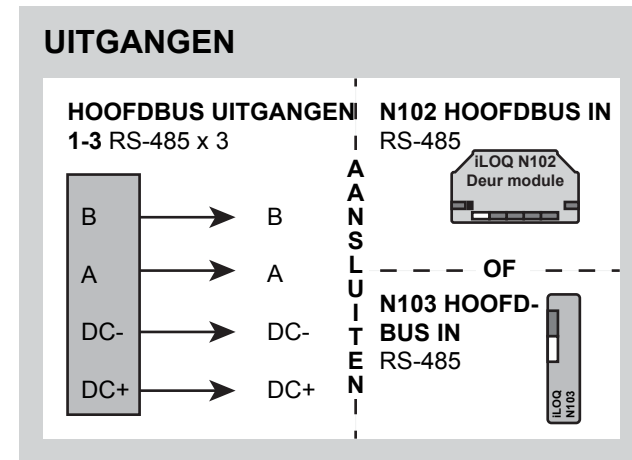 UITGANGEN
HOOFDBUS UITGANGEN
1-3 RS-485 x 3
B
B
A
A
DC-
DC-
DC+
DC+
AANSLUITEN
N102 HOOFDBUS IN
RS-485
iLOQ N102
Deur module
OF
N103 HOOFD-
BUS IN
RS-485
iLOQ
N103